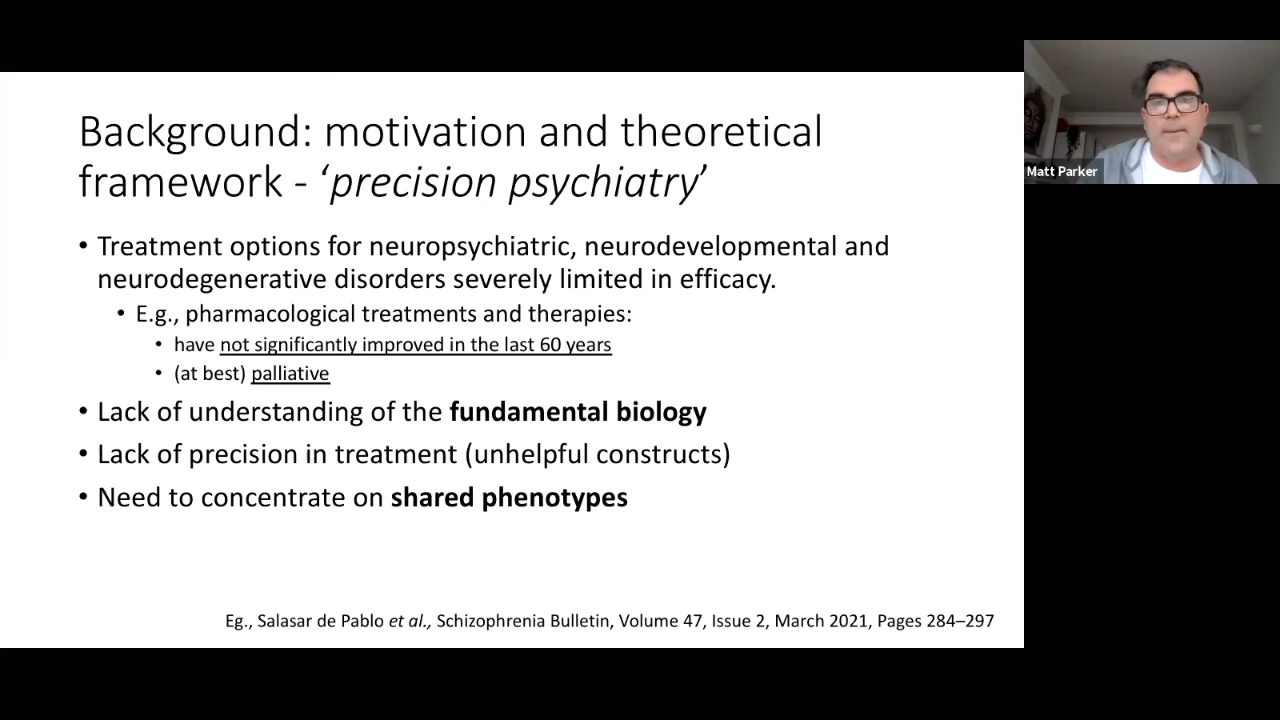 Background: motivation and theoretical
framework - ‘precision psychiatry’
• Treatment options for neuropsychiatric, neurodevelopmental and
neurodegenerative disorders severely limited in efficacy.
• E.g., pharmacological treatments and therapies:
• have not significantly improved in the last 60 years
• (at best) palliative
• Lack of understanding of the fundamental biology
• Lack of precision in treatment (unhelpful constructs)
• Need to concentrate on shared phenotypes
Eg., Salasar de Pablo et al., Schizophrenia Bulletin, Volume 47, Issue 2, March 2021, Pages 284–297
Matt Parker